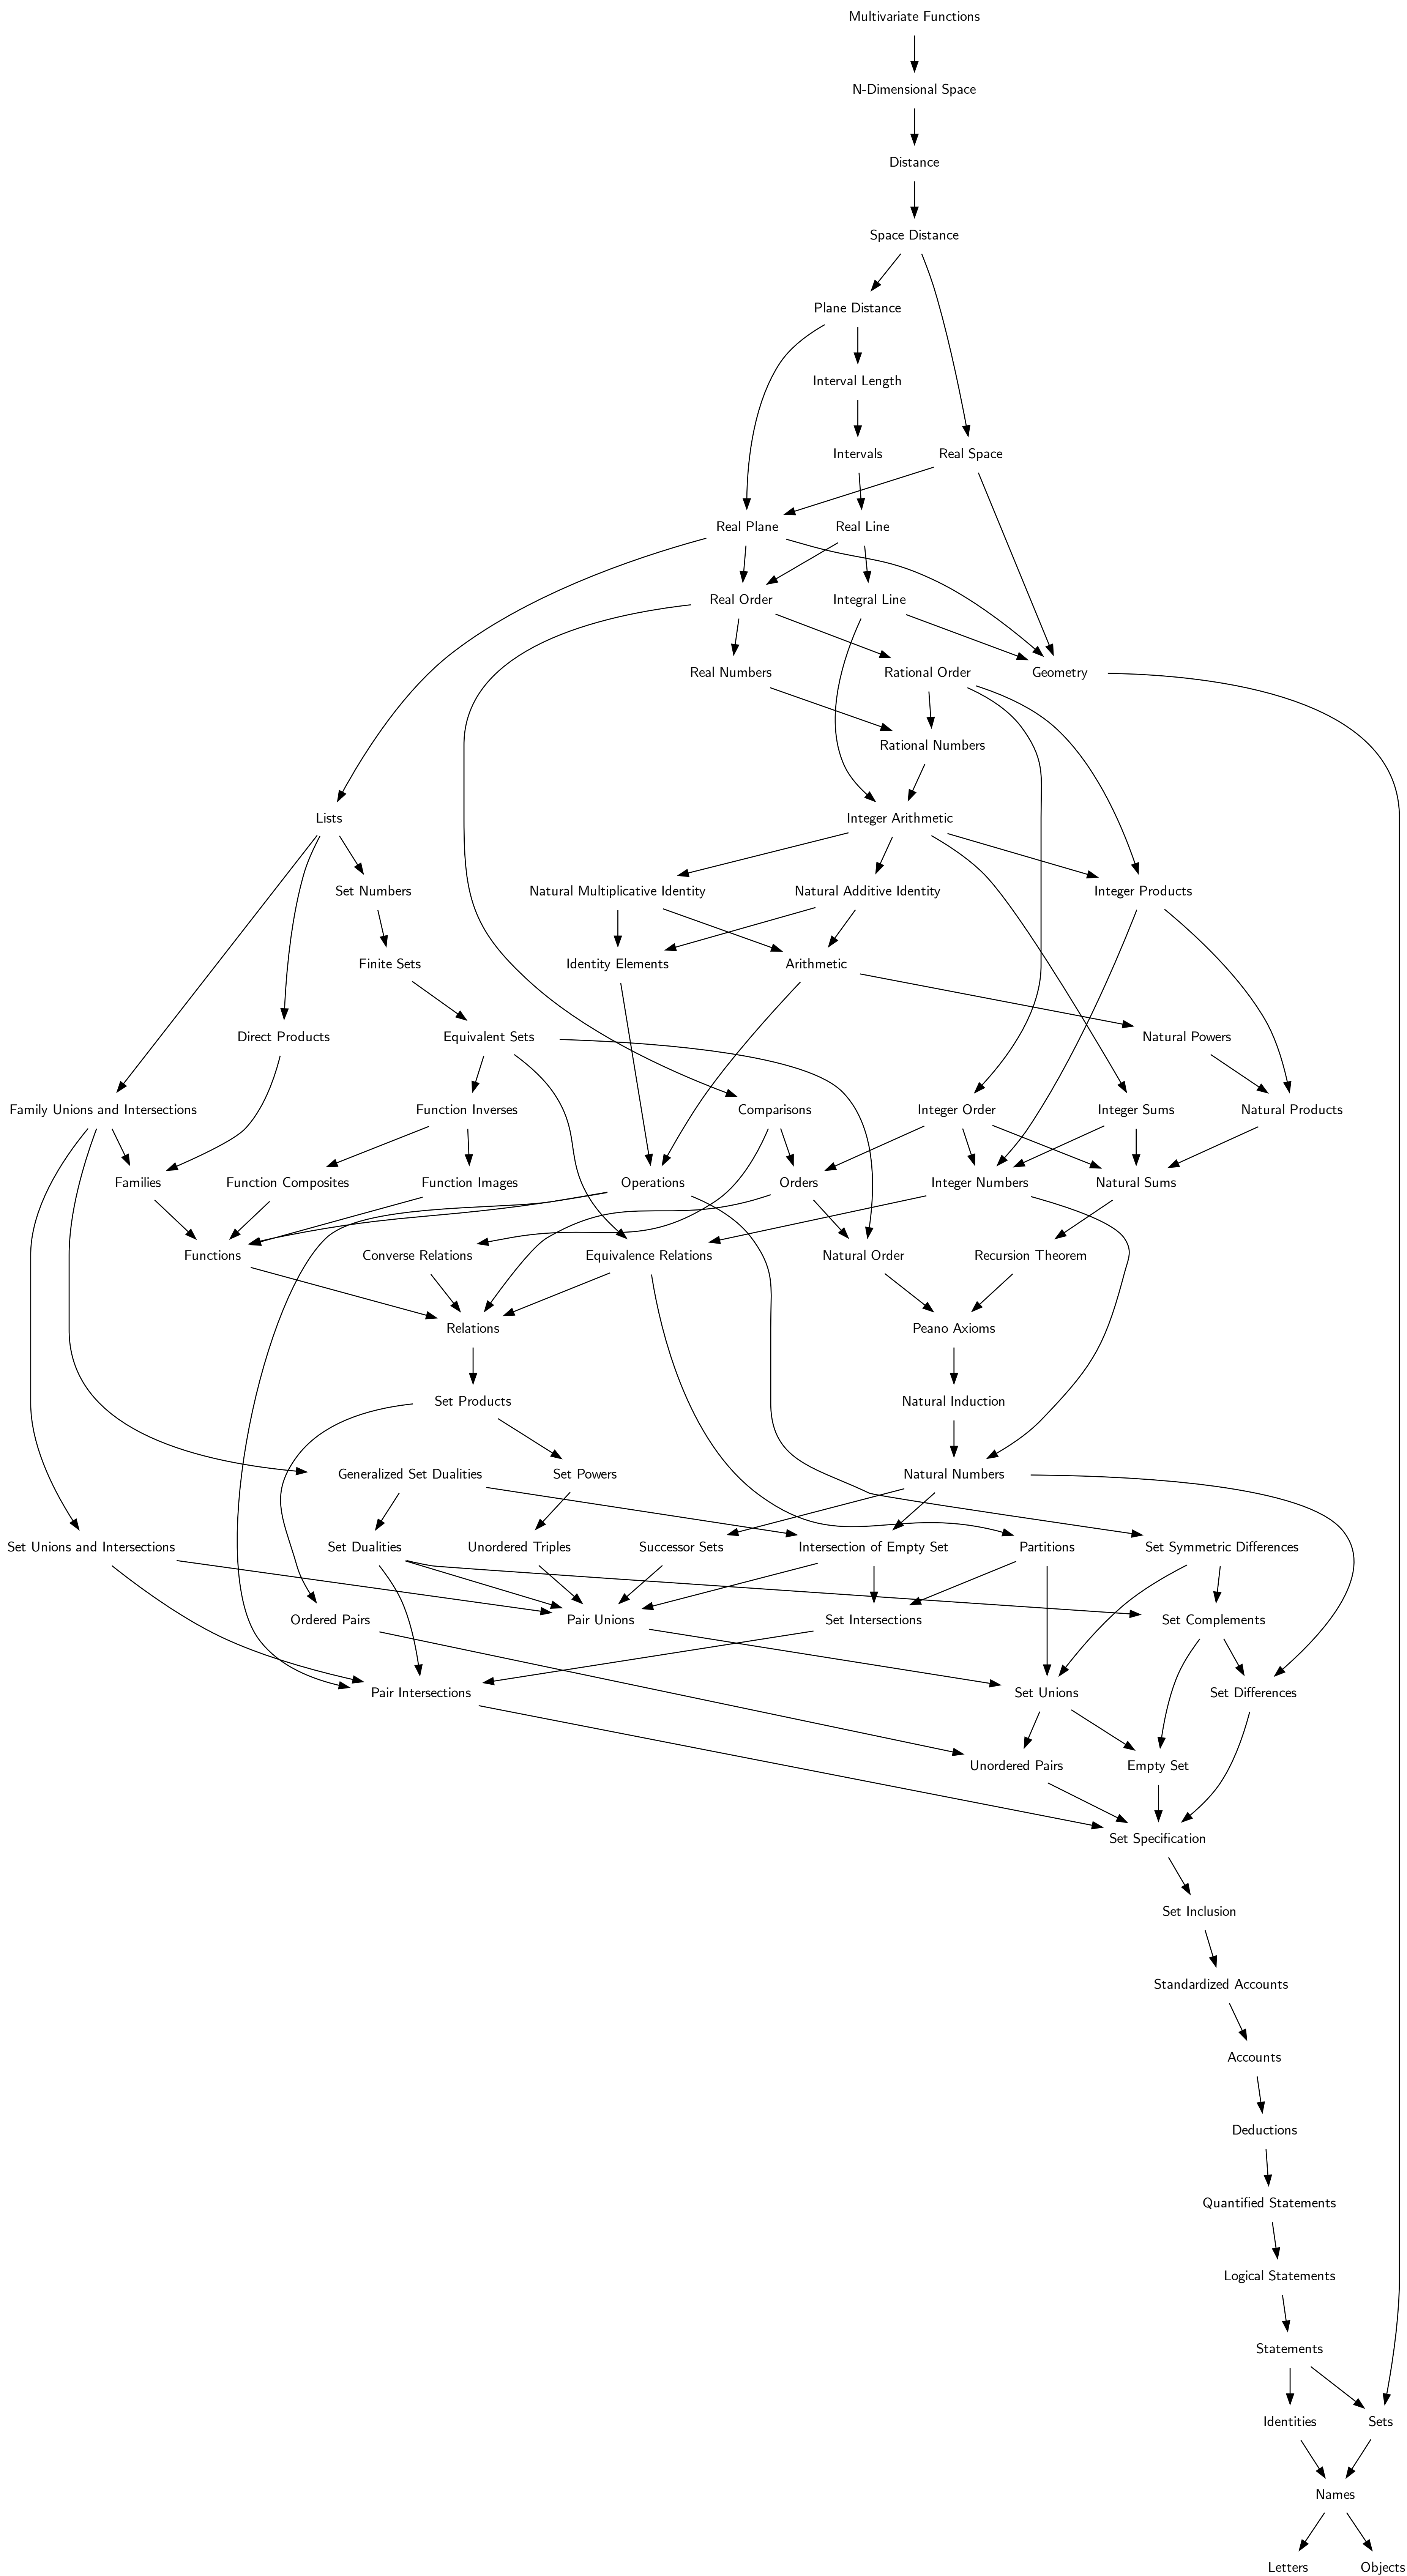 Multivariate Functions
N-Dimensional Space
Distance
Space Distance
Plane Distance
Interval Length
Intervals
Real Space
Real Plane
Real Line
Real Order
Integral Line
Real Numbers
Rational Order
Geometry
Rational Numbers
Lists
Integer Arithmetic
Set Numbers
Natural Multiplicative Identity
Natural Additive Identity
Integer Products
Finite Sets
Identity Elements
Arithmetic
Direct Products
Equivalent Sets
Natural Powers
Family Unions and Intersections
Function Inverses
Comparisons
Integer Order
Integer Sums
Natural Products
Families
Function Composites
Function Images
Operations
Orders
Integer Numbers
Natural Sums
Functions
Converse Relations
Equivalence Relations
Natural Order
Recursion Theorem
Relations
Peano Axioms
Set Products
Natural Induction
Generalized Set Dualities
Set Powers
Natural Numbers
Set Unions and Intersections
Set Dualities
Unordered Triples
Successor Sets
Intersection of Empty Set
Partitions
Set Symmetric Differences
Ordered Pairs
Pair Unions
Set Intersections
Set Complements
Pair Intersections
Set Unions
Set Differences
Unordered Pairs
Empty Set
Set Specification
Set Inclusion
Standardized Accounts
Accounts
Deductions
Quantified Statements
Logical Statements
Statements
Identities
Sets
Names
Letters
Objects